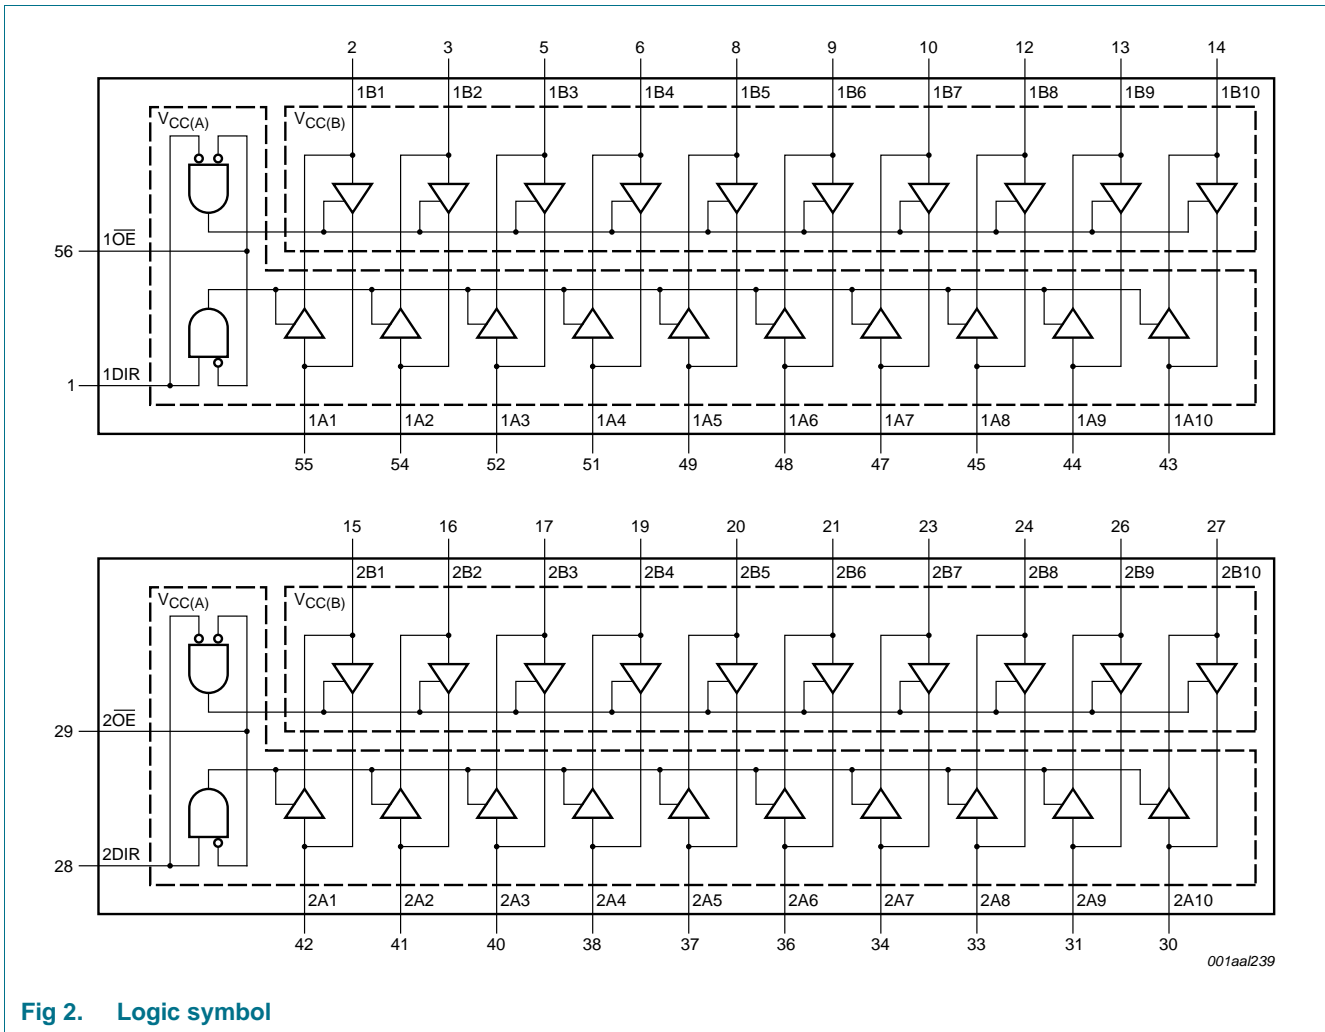 2 3 5 6 8 9 10 12 13 14
1B1 1B2 1B3 1B4 1B5 1B6 1B7 1B8 1B9 1B10
VCC(A) VCC(B)
56 1O̅E̅
1 1DIR
1A1 1A2 1A3 1A4 1A5 1A6 1A7 1A8 1A9 1A10
55 54 52 51 49 48 47 45 44 43
15 16 17 19 20 21 23 24 26 27
2B1 2B2 2B3 2B4 2B5 2B6 2B7 2B8 2B9 2B10
VCC(A) VCC(B)
29 2O̅E̅
28 2DIR
2A1 2A2 2A3 2A4 2A5 2A6 2A7 2A8 2A9 2A10
42 41 40 38 37 36 34 33 31 30
001aal239
Fig 2. Logic symbol